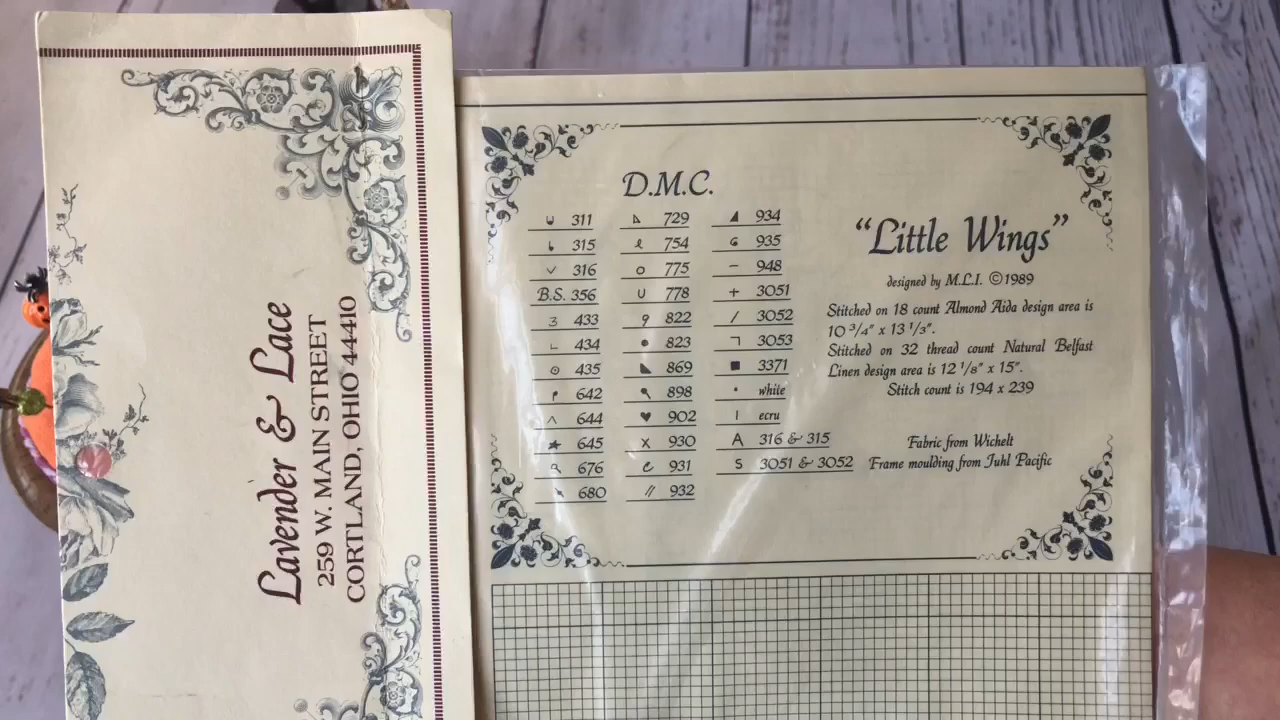 Lavender & Lace
259 W. MAIN STREET
CORTLAND, OHIO 44410
D.M.C.
311
315
316
B.S. 356
433
434
435
642
644
645
676
680
729
754
775
778
822
823
869
898
902
930
931
932
934
935
948
3051
3052
3053
3371
white
ecru
316 & 315
3051 & 3052
“Little Wings”
designed by M.L.I. ©1989
Stitched on 18 count Almond Aida design area is
10 3/4" x 13 1/3".
Stitched on 32 thread count Natural Belfast
Linen design area is 12 1/8" x 15".
Stitch count is 194 x 239
Fabric from Wichelt
Frame moulding from Juhl Pacific